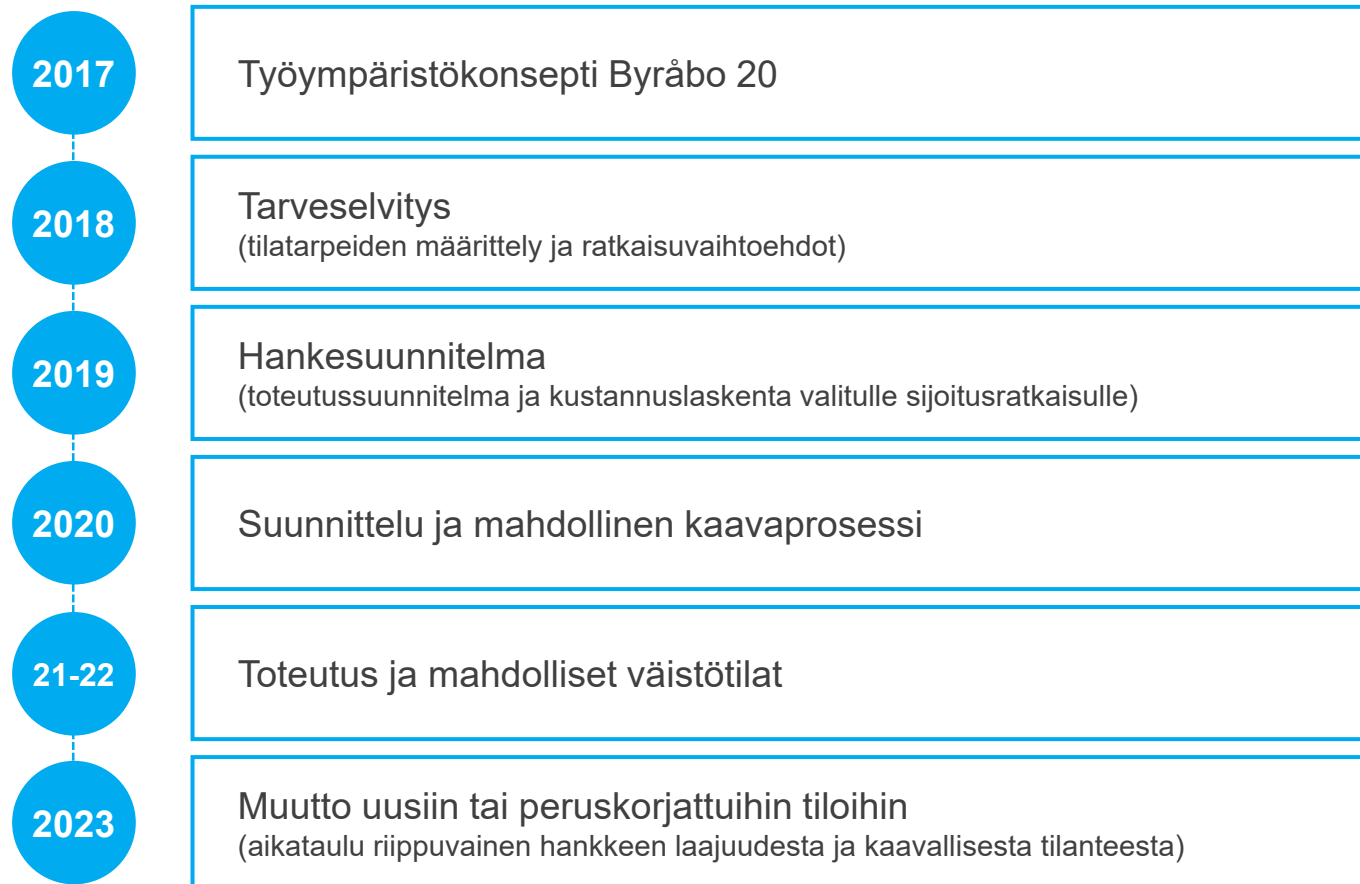 2017
Työympäristökonsepti Byråbo 20
2018
Tarveselvitys
(tilatarpeiden määrittely ja ratkaisuvaihtoehdot)
2019
Hankesuunnitelma
(toteutussuunnitelma ja kustannuslaskenta valitulle sijoitusratkaisulle)
2020
Suunnittelu ja mahdollinen kaavaprosessi
21-22
Toteutus ja mahdolliset väistötilat
2023
Muutto uusiin tai peruskorjattuihin tiloihin
(aikataulu riippuvainen hankkeen laajuudesta ja kaavallisesta tilanteesta)